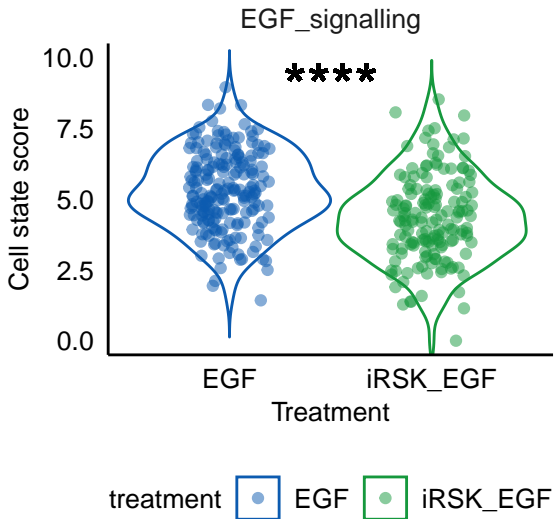 EGF_signalling
****
10.0
7.5
5.0
2.5
0.0
Cell state score
EGF iRSK_EGF
Treatment
treatment EGF iRSK_EGF